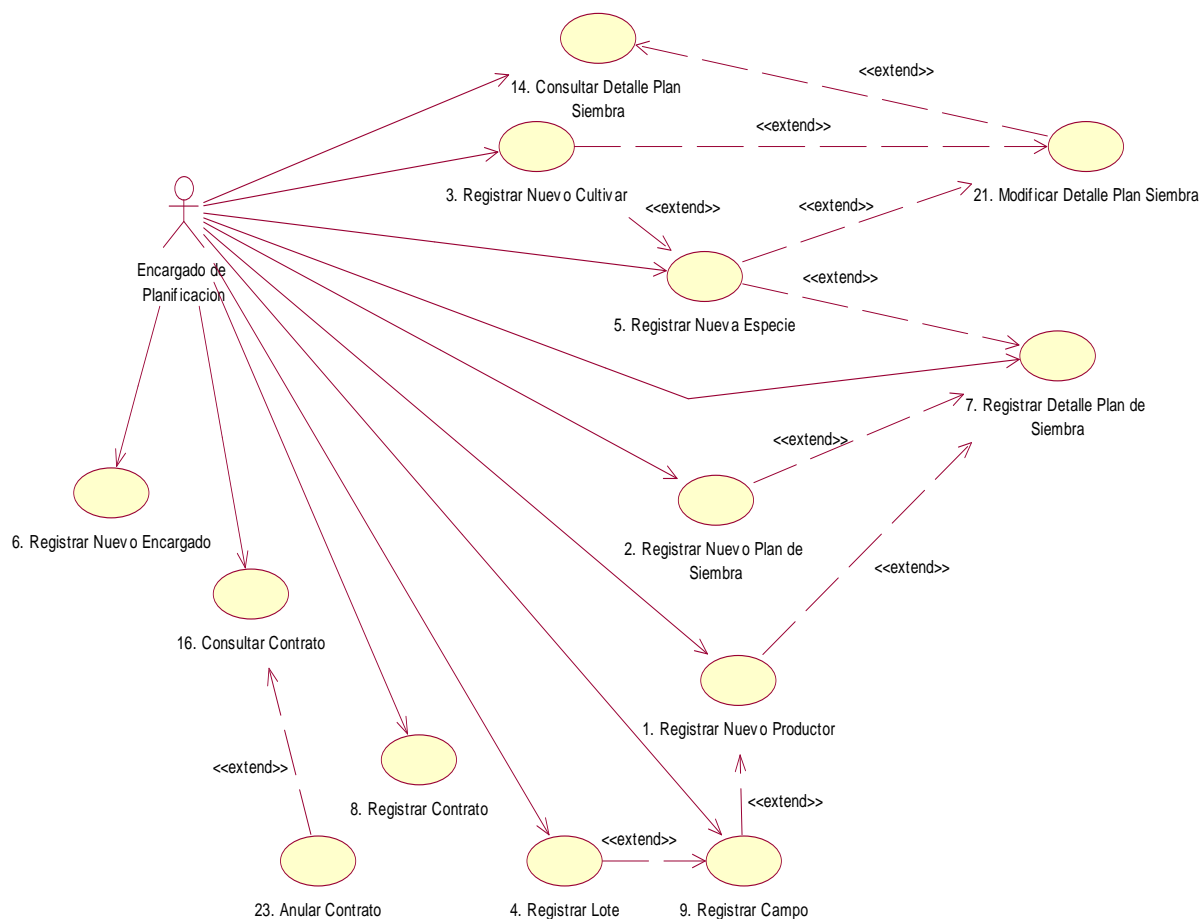 <<extend>>
14. Consultar Detalle Plan
Siembra
<<extend>>
3. Registrar Nuevo Cultivar
21. Modificar Detalle Plan Siembra
<<extend>>
<<extend>>
Encargado de
Planificacion
<<extend>>
5. Registrar Nueva Especie
7. Registrar Detalle Plan de
Siembra
<<extend>>
6. Registrar Nuevo Encargado
2. Registrar Nuevo Plan de
Siembra
<<extend>>
16. Consultar Contrato
1. Registrar Nuevo Productor
<<extend>>
8. Registrar Contrato
<<extend>>
<<extend>>
23. Anular Contrato
4. Registrar Lote
9. Registrar Campo